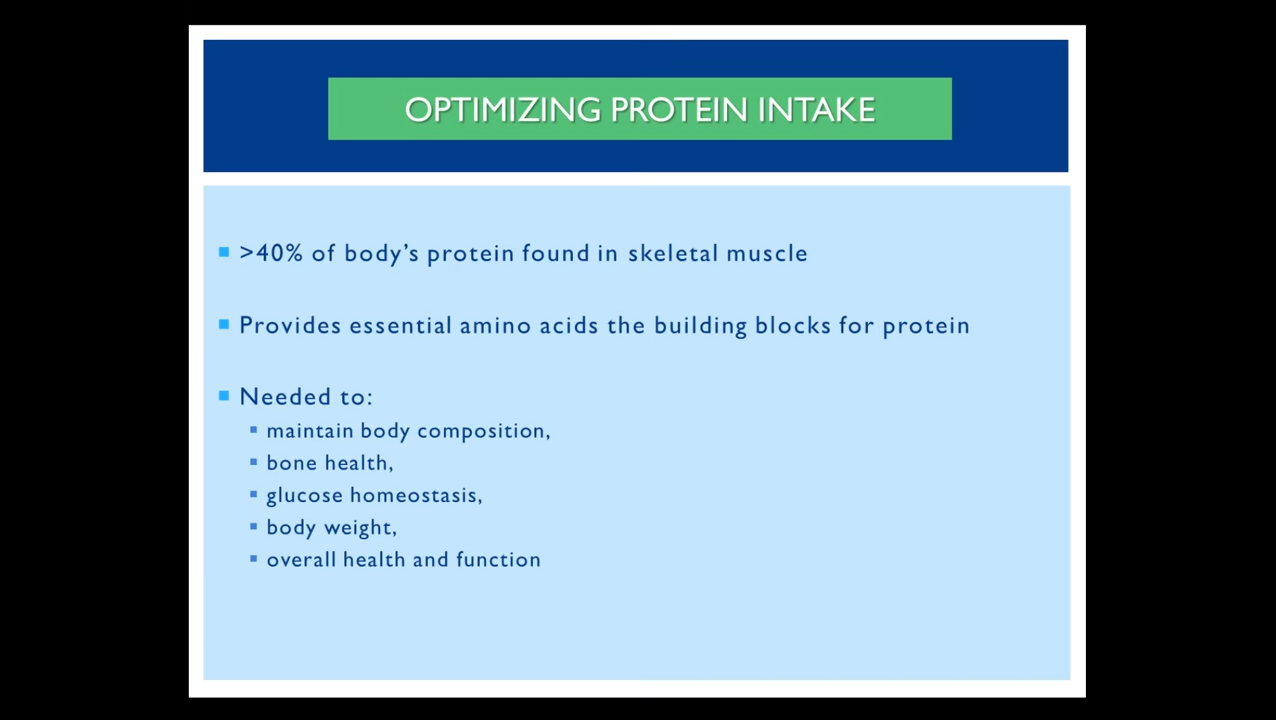 OPTIMIZING PROTEIN INTAKE
>40% of body’s protein found in skeletal muscle
Provides essential amino acids the building blocks for protein
Needed to:
maintain body composition,
bone health,
glucose homeostasis,
body weight,
overall health and function